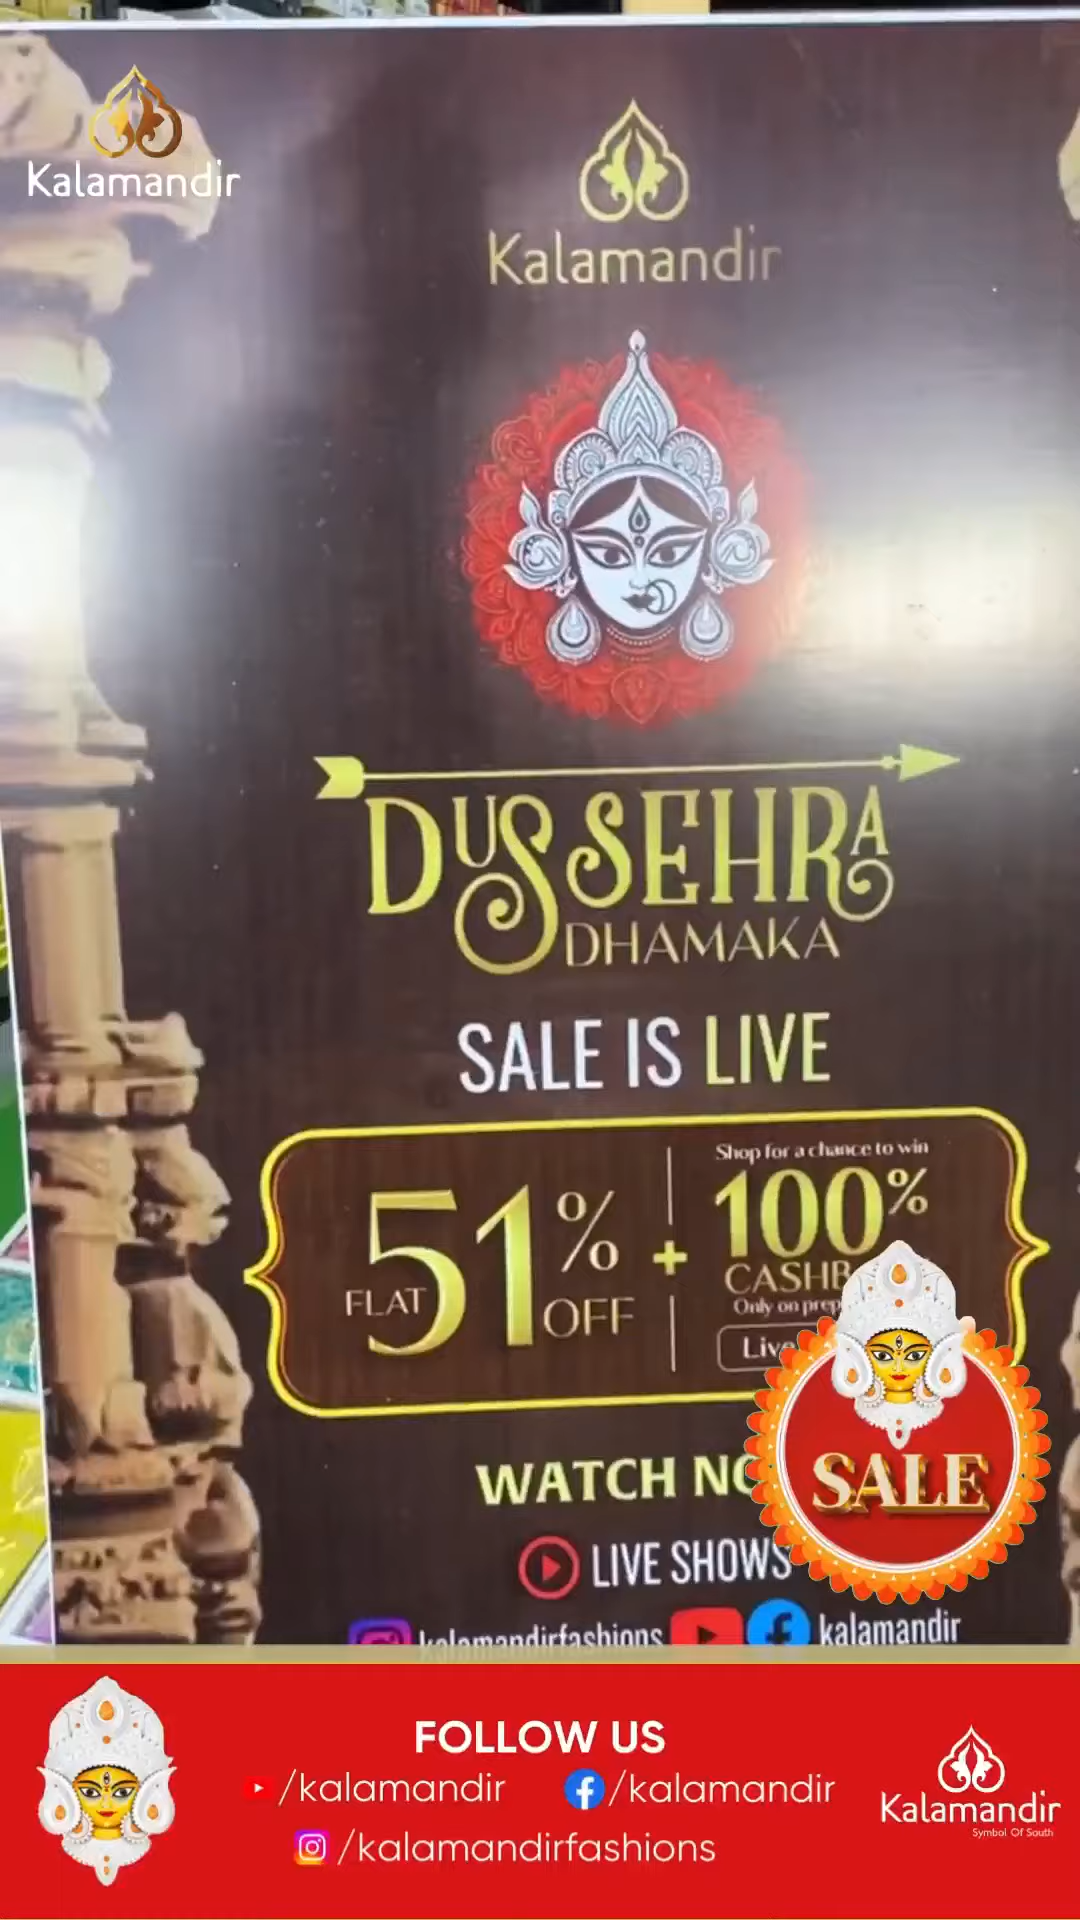 Kalamandir
Kalamandir
DUSSEHRA
DHAMAKA
SALE IS LIVE
FLAT 51% OFF
+
Shop for a chance to win
100%
Only on
WATCH
SALE
LIVE SHOWS
kalamandirfashions
kalamandir
FOLLOW US
/kalamandir
/kalamandir
/kalamandirfashions
Kalamandir
Symbol Of South